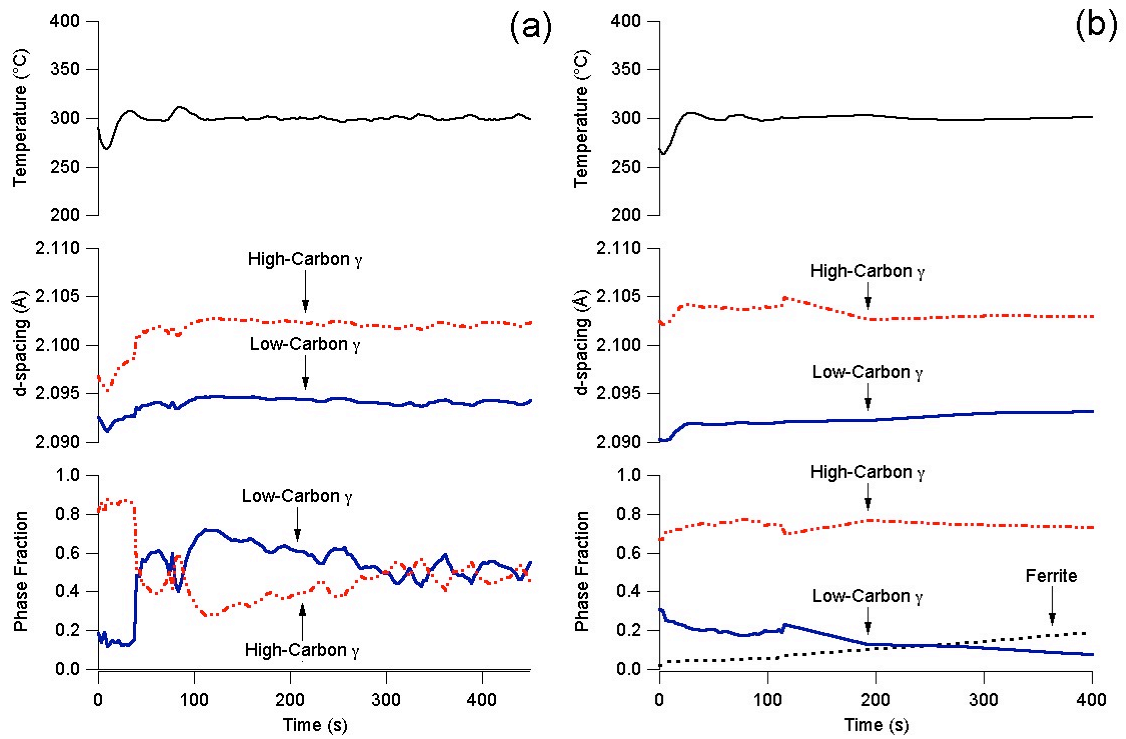 (a)
Temperature (°C)
400
350
300
250
200
d-spacing (Å)
2.110
2.105
2.100
2.095
2.090
High-Carbon γ
Low-Carbon γ
Phase Fraction
1.0
0.8
0.6
0.4
0.2
0.0
Low-Carbon γ
High-Carbon γ
0 100 200 300 400
Time (s)
(b)
Temperature (°C)
400
350
300
250
200
d-spacing (Å)
2.110
2.105
2.100
2.095
2.090
High-Carbon γ
Low-Carbon γ
Phase Fraction
1.0
0.8
0.6
0.4
0.2
0.0
High-Carbon γ
Low-Carbon γ
Ferrite
0 100 200 300 400
Time (s)